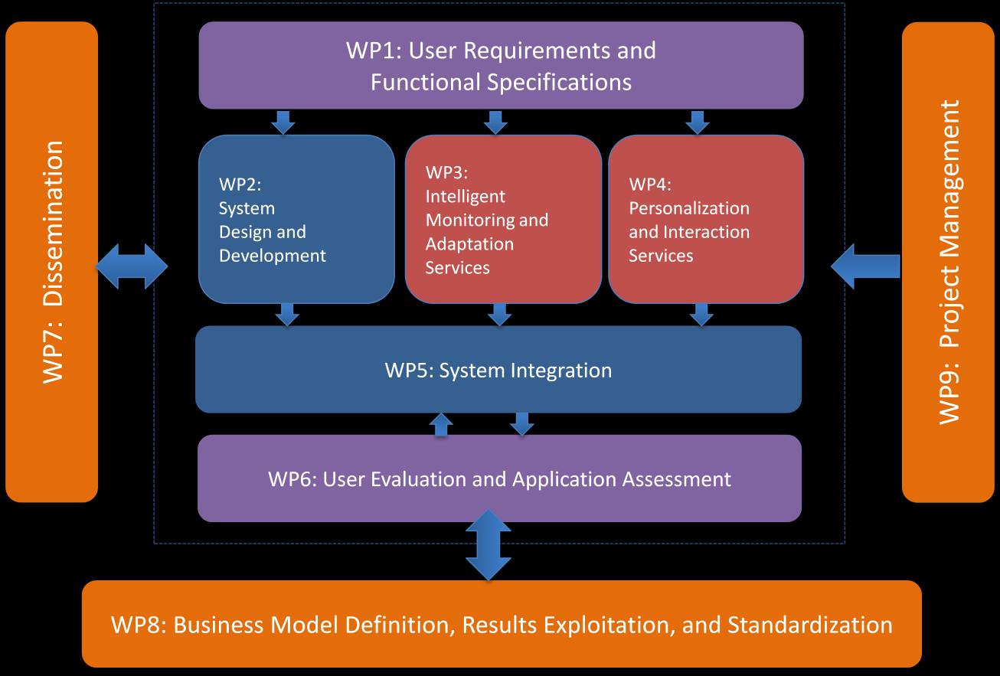 WP1: User Requirements and
Functional Specifications
WP7:  Dissemination
WP2:
System
Design and
Development
WP3:
Intelligent
Monitoring and
Adaptation
Services
WP4:
Personalization
and Interaction
Services
WP9:  Project Management
WP5: System Integration
WP6: User Evaluation and Application Assessment
WP8: Business Model Definition, Results Exploitation, and Standardization